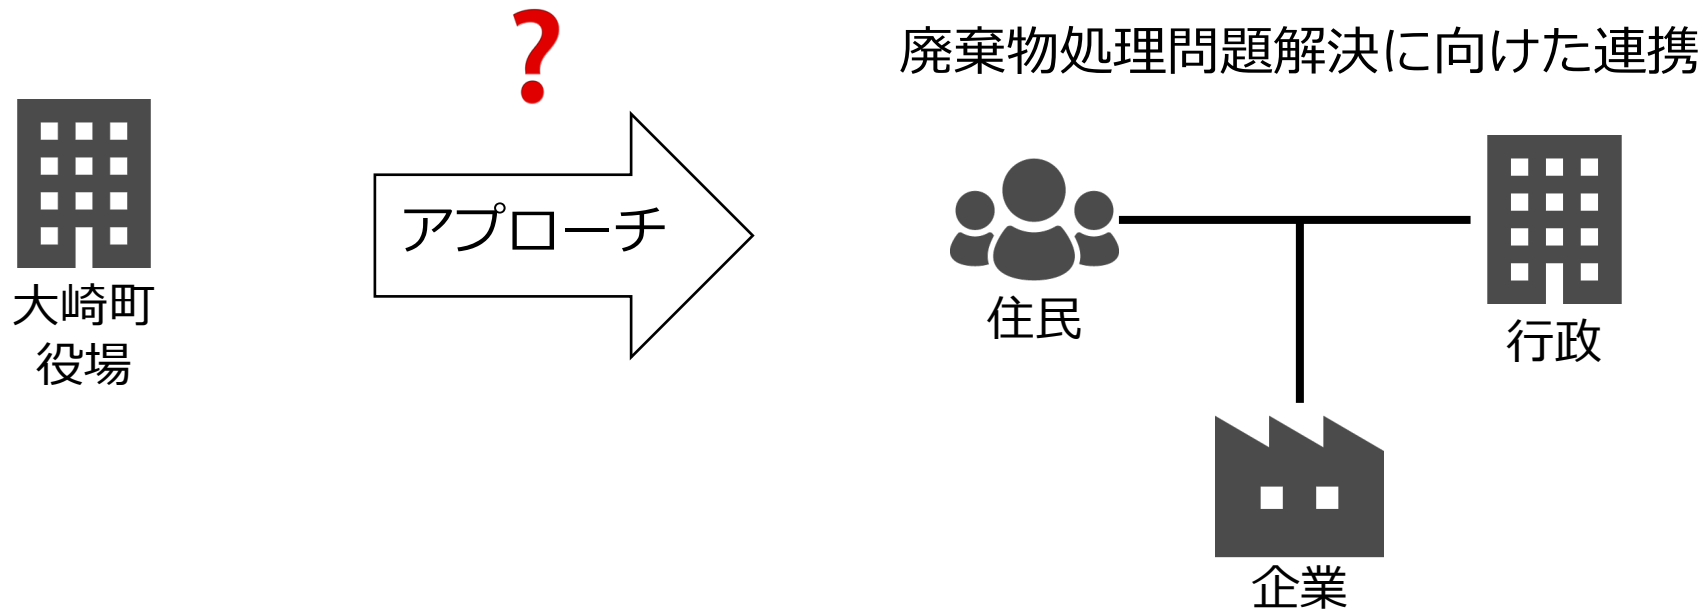 ?
廃棄物処理問題解決に向けた連携
アプローチ
大崎町
役場
住民
行政
企業